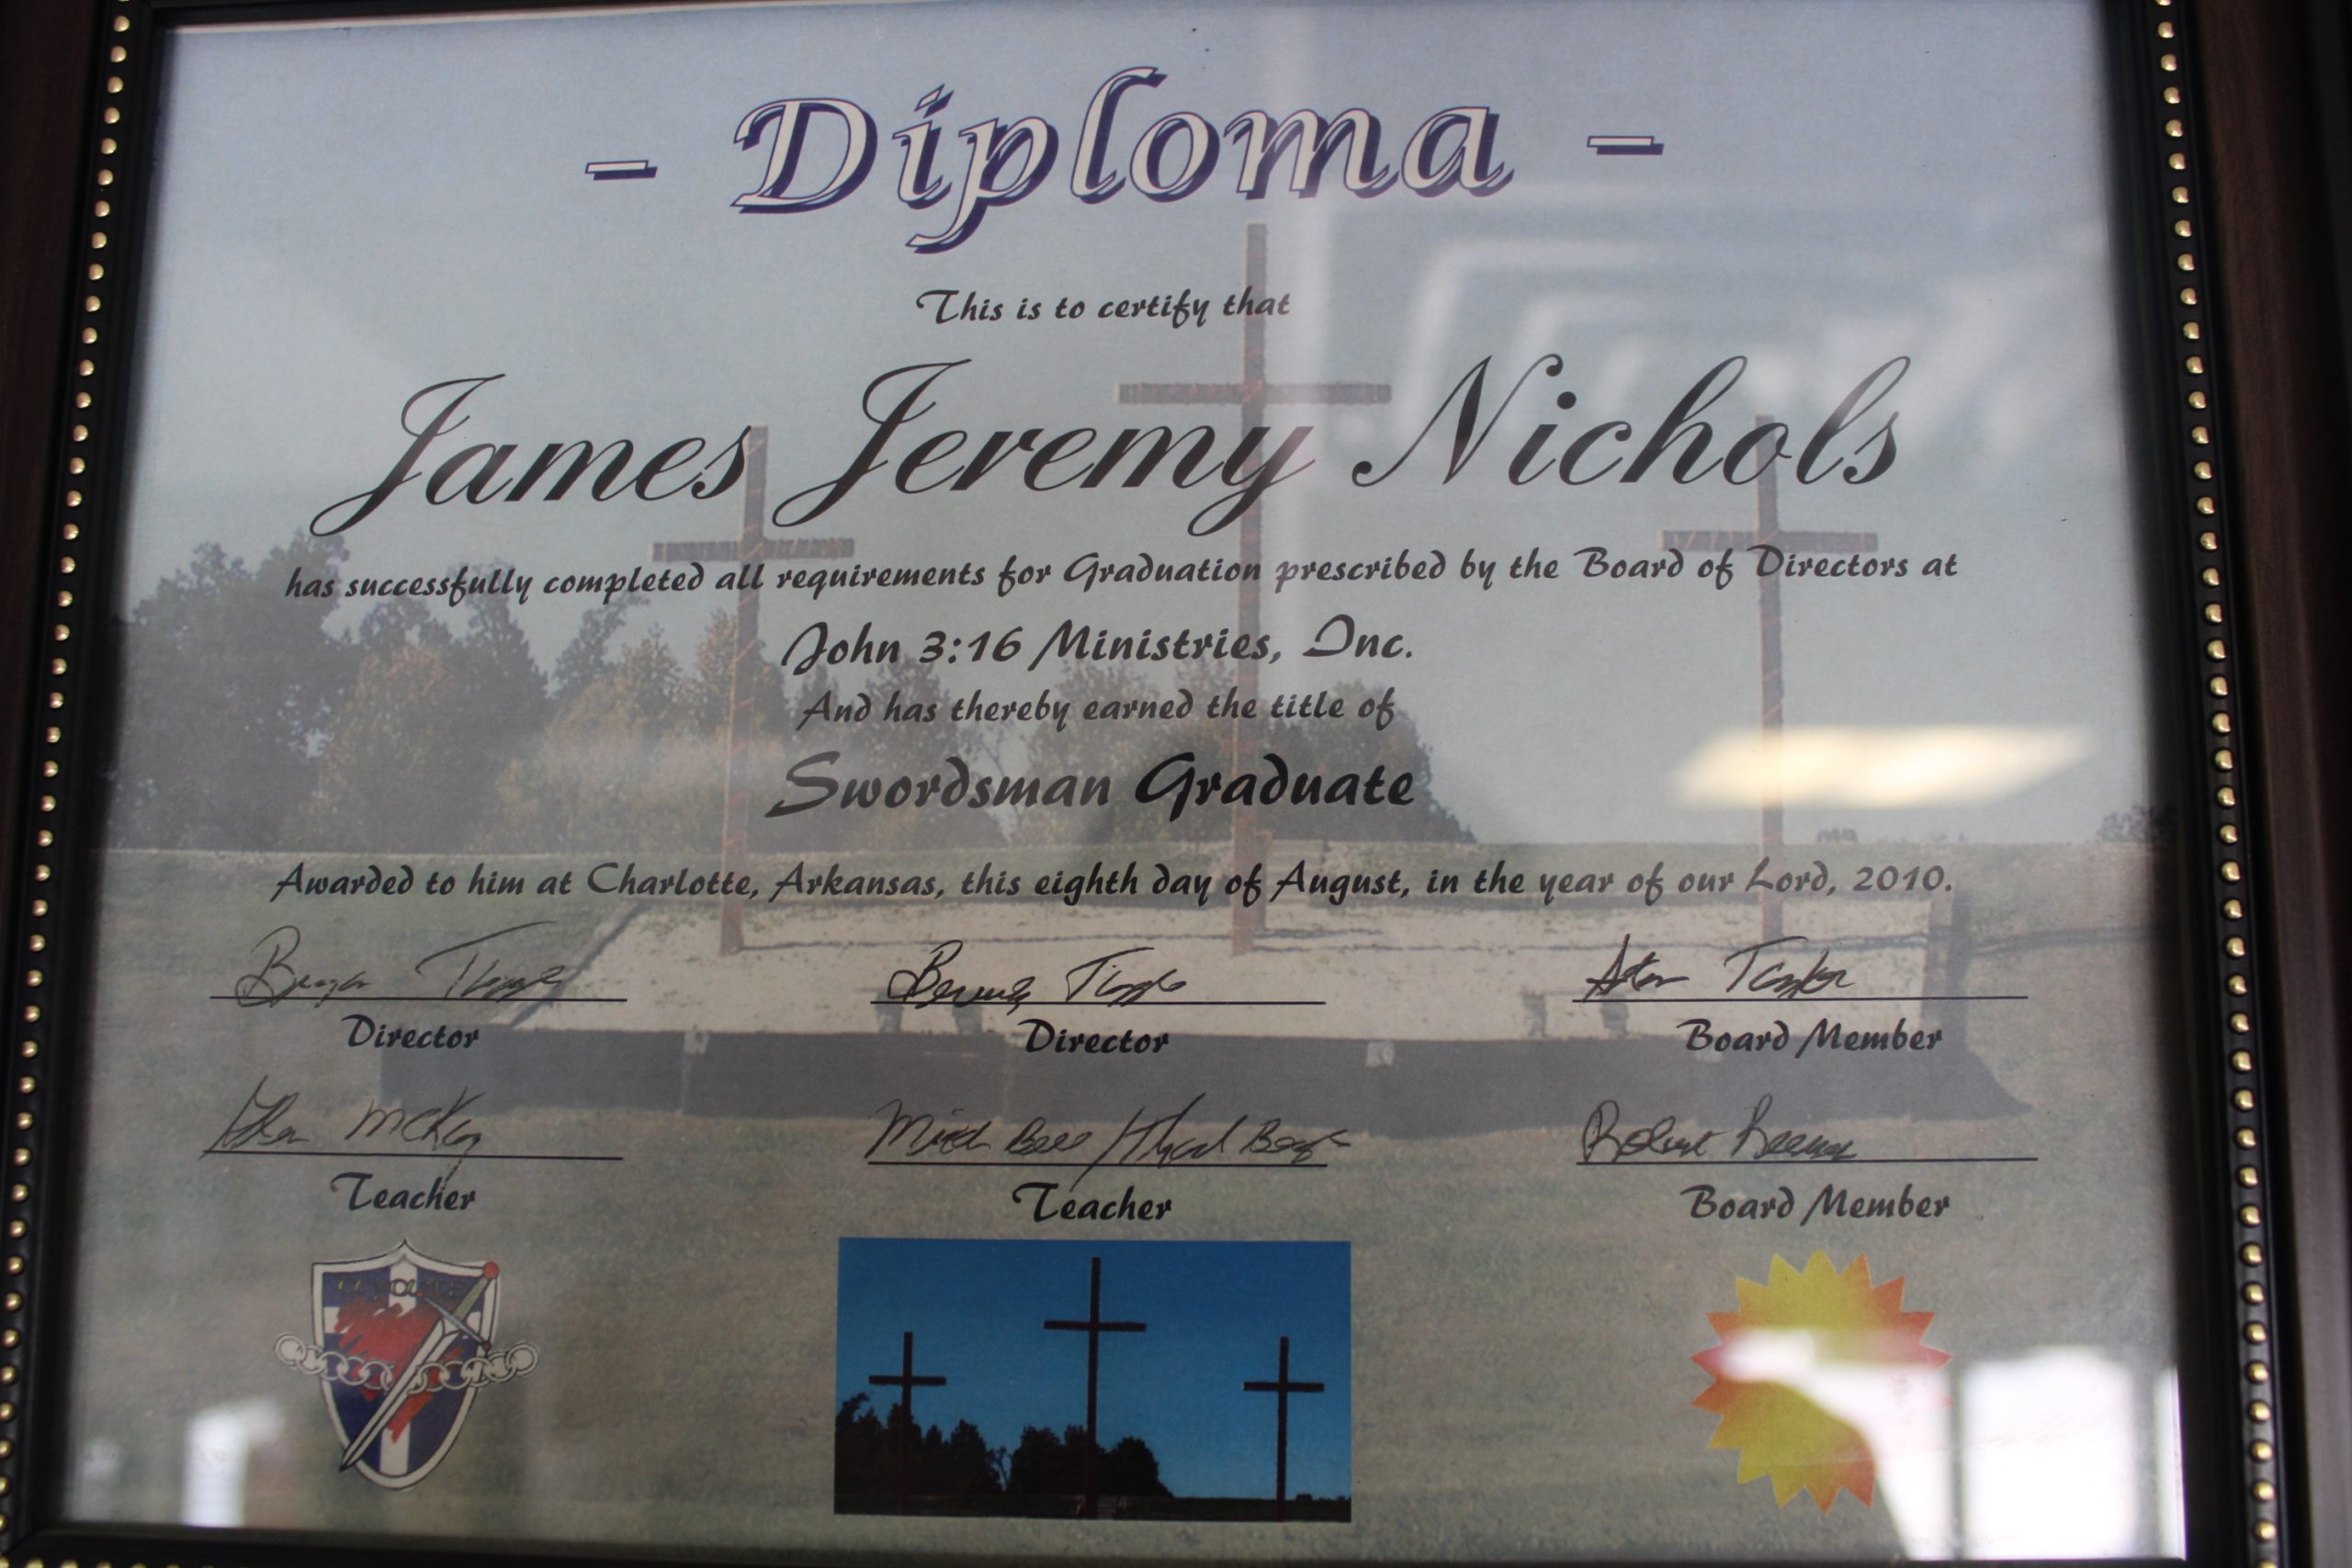 - Diploma -
This is to certify that
James Jeremy Nichols
has successfully completed all requirements for Graduation prescribed by the Board of Directors at
John 3:16 Ministries, Inc.
And has thereby earned the title of
Swordsman Graduate
Awarded to him at Charlotte, Arkansas, this eighth day of August, in the year of our Lord, 2010.
Director
Director
Board Member
McKay
Robert
Teacher
Teacher
Board Member